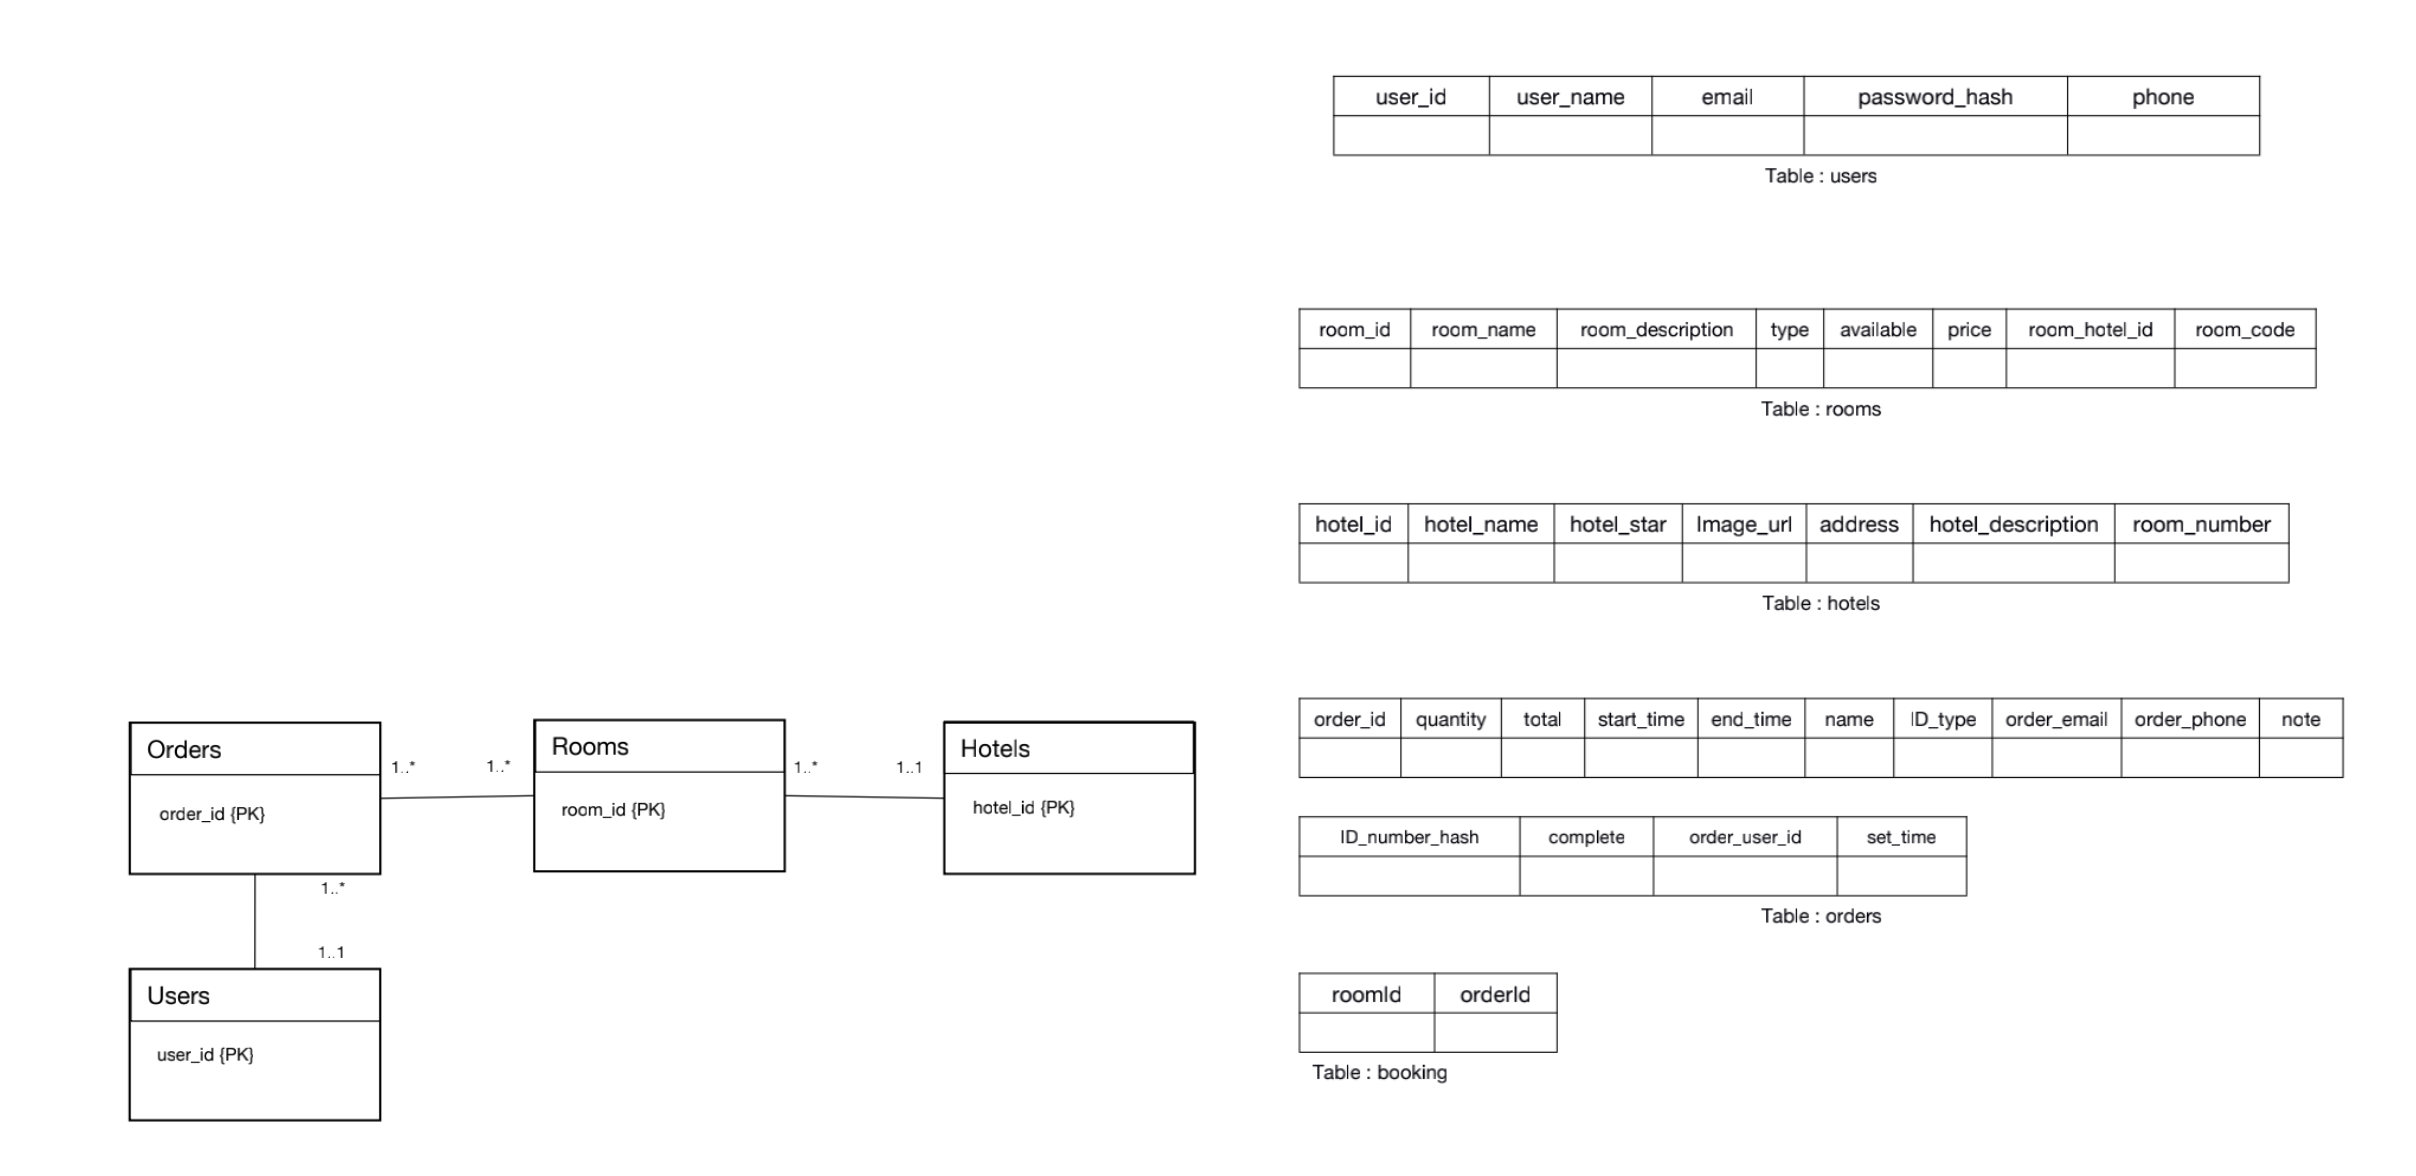 user_id user_name email password_hash phone
Table : users
room_id room_name room_description type available price room_hotel_id room_code
Table : rooms
hotel_id hotel_name hotel_star Image_url address hotel_description room_number
Table : hotels
order_id quantity total start_time end_time name ID_type order_email order_phone note
ID_number_hash complete order_user_id set_time
Table : orders
roomId orderId
Table : booking
Orders
order_id {PK}
1..* 1..*
Rooms
room_id {PK}
1..* 1..1
Hotels
hotel_id {PK}
1..*
1..1
Users
user_id {PK}